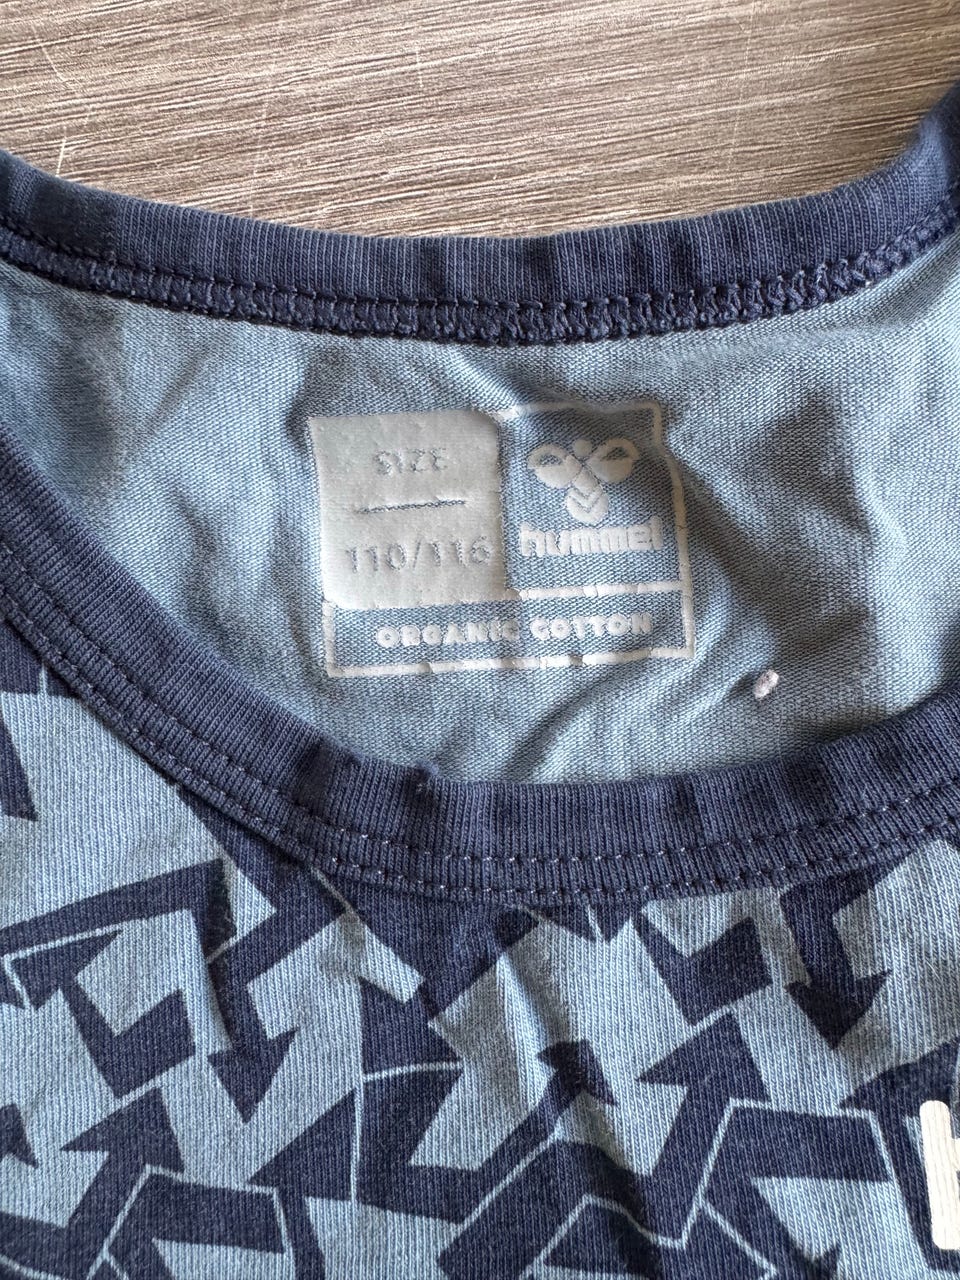 SIZE
110/116
hummel
ORGANIC COTTON